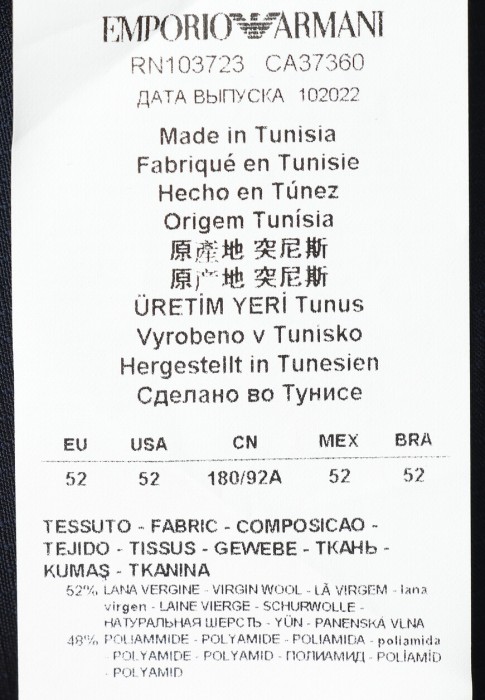 EMPORIO ARMANI
RN103723 CA37360
ДАТА ВЫПУСКА 102022
Made in Tunisia
Fabriqué en Tunisie
Hecho en Túnez
Origem Tunísia
原產地 突尼斯
原产地 突尼斯
ÜRETİM YERİ Tunus
Vyrobeno v Tunisko
Hergestellt in Tunesien
Сделано во Тунисе
EU USA CN MEX BRA
52 52 180/92A 52 52
TESSUTO - FABRIC - COMPOSICAO -
TEJIDO - TISSUS - GEWEBE - ТКАНЬ -
KUMAŞ - TKANINA
52% LANA VERGINE - VIRGIN WOOL - LÀ VIRGEM - lana
virgen - LAINE VIERGE - SCHURWOLLE -
НАТУРАЛЬНАЯ ШЕРСТЬ - YÜN - PANENSKÁ VLNA
48% POLIAMMIDE - POLYAMIDE - POLIAMIDA - poliamida
- POLYAMIDE - POLYAMID - ПОЛИАМИД - POLİAMİD
- POLYAMID